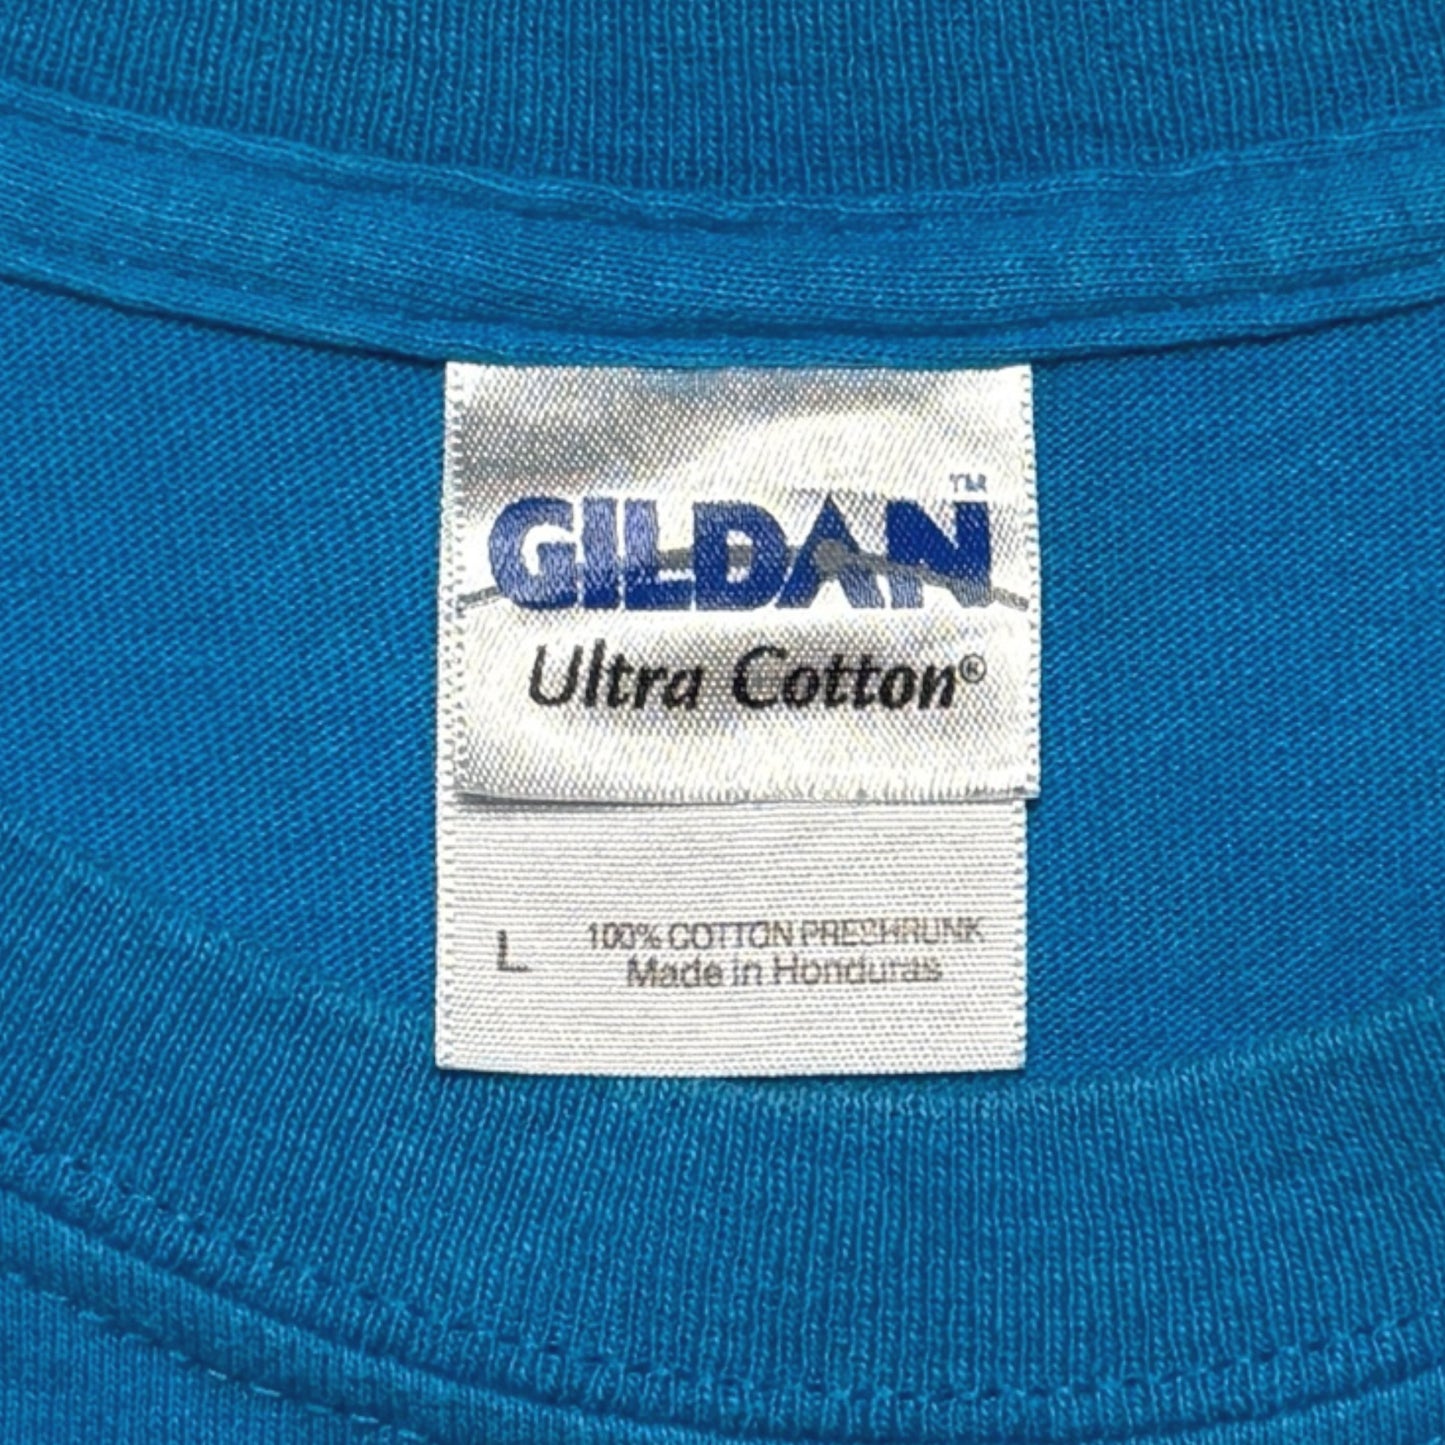 GILDAN™
Ultra Cotton®
L 100% COTTON PRESHRUNK
Made in Honduras